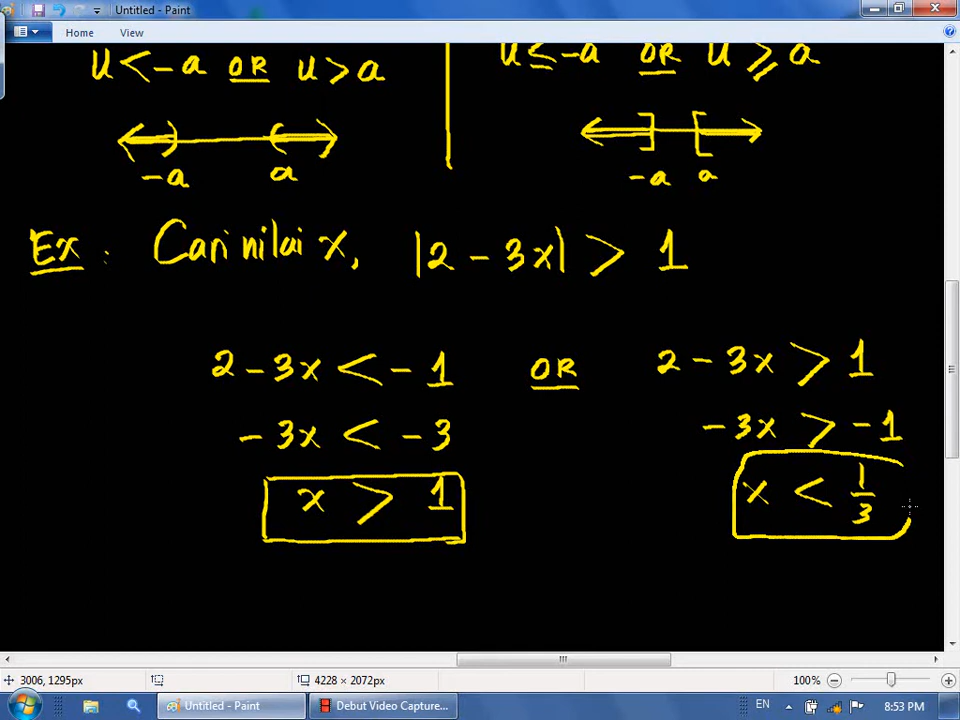 Untitled - Paint
Home View
u < -a OR u > a
u ≤ -a OR u ≥ a
-a a
-a a
Ex : Cari nilai x, |2 - 3x| > 1
2 - 3x < - 1 OR 2 - 3x > 1
- 3x < - 3 - 3x > - 1
x > 1 x < 1/3
3006, 1295px 4228 × 2072px 100%
Untitled - Paint Debut Video Capture... EN 8:53 PM